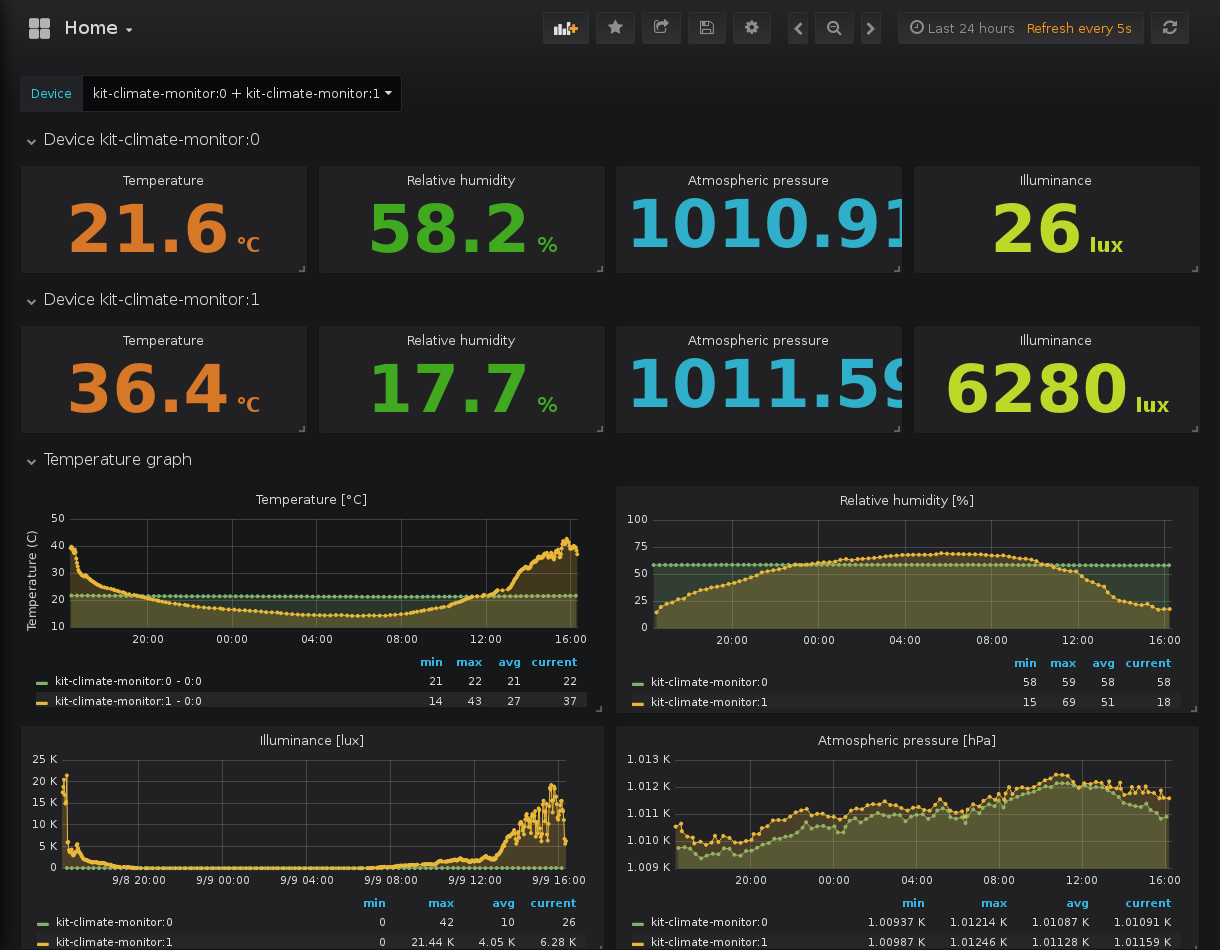 Home
Last 24 hours Refresh every 5s
Device kit-climate-monitor:0 + kit-climate-monitor:1
Device kit-climate-monitor:0
Temperature Relative humidity Atmospheric pressure Illuminance
21.6 °C 58.2 % 1010.91 26 lux
Device kit-climate-monitor:1
Temperature Relative humidity Atmospheric pressure Illuminance
36.4 °C 17.7 % 1011.59 6280 lux
Temperature graph
Temperature [°C]
Temperature (C)
50
40
30
20
10
20:00 00:00 04:00 08:00 12:00 16:00
min max avg current
kit-climate-monitor:0 - 0:0 21 22 21 22
kit-climate-monitor:1 - 0:0 14 43 27 37
Relative humidity [%]
100
75
50
25
0
20:00 00:00 04:00 08:00 12:00 16:00
min max avg current
kit-climate-monitor:0 58 59 58 58
kit-climate-monitor:1 15 69 51 18
Illuminance [lux]
25 K
20 K
15 K
10 K
5 K
0
9/8 20:00 9/9 00:00 9/9 04:00 9/9 08:00 9/9 12:00 9/9 16:00
min max avg current
kit-climate-monitor:0 0 42 10 26
kit-climate-monitor:1 0 21.44 K 4.05 K 6.28 K
Atmospheric pressure [hPa]
1.013 K
1.012 K
1.011 K
1.010 K
1.009 K
20:00 00:00 04:00 08:00 12:00 16:00
min max avg current
kit-climate-monitor:0 1.00937 K 1.01214 K 1.01087 K 1.01091 K
kit-climate-monitor:1 1.00987 K 1.01246 K 1.01128 K 1.01159 K